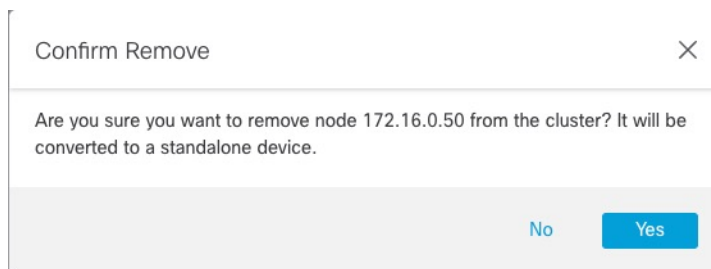 Confirm Remove
Are you sure you want to remove node 172.16.0.50 from the cluster? It will be
converted to a standalone device.
No
Yes